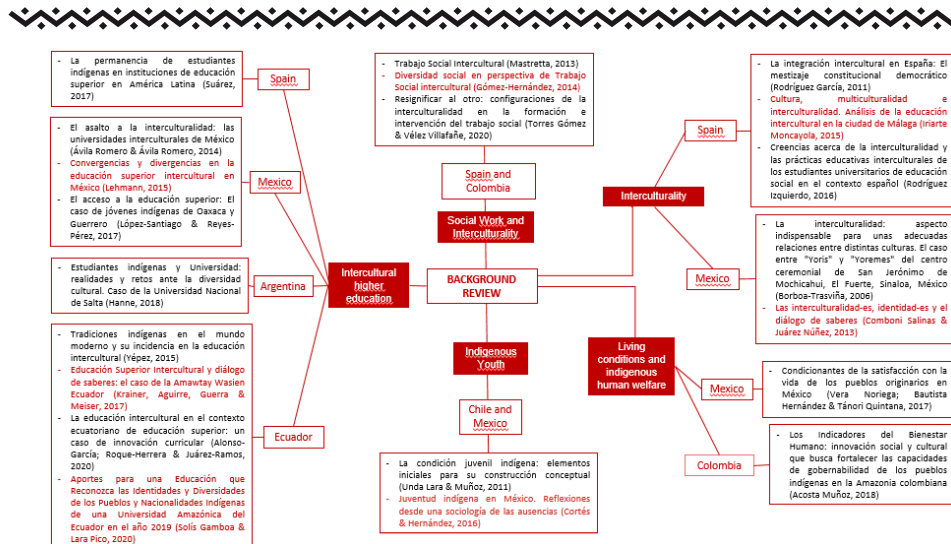 - La permanencia de estudiantes
indígenas en instituciones de educación
superior en América Latina (Suárez,
2017)
Spain
- El asalto a la interculturalidad: las
universidades interculturales de México
(Ávila Romero & Ávila Romero, 2014)
- Convergencias y divergencias en la
educación superior intercultural en
México (Lehmann, 2015)
- El acceso a la educación superior: El
caso de jóvenes indígenas de Oaxaca y
Guerrero (López-Santiago & Reyes-
Pérez, 2017)
Mexico
- Estudiantes indígenas y Universidad:
realidades y retos ante la diversidad
cultural. Caso de la Universidad Nacional
de Salta (Hanne, 2018)
Argentina
- Tradiciones indígenas en el mundo
moderno y su incidencia en la educación
intercultural (Yépez, 2015)
- Educación Superior Intercultural y diálogo
de saberes: el caso de la Amawtay Wasien
Ecuador (Krainer, Aguirre, Guerra &
Meiser, 2017)
- La educación intercultural en el contexto
ecuatoriano de educación superior: un
caso de innovación curricular (Alonso-
García; Roque-Herrera & Juárez-Ramos,
2020)
- Aportes para una Educación que
Reconozca las Identidades y Diversidades
de los Pueblos y Nacionalidades Indígenas
de una Universidad Amazónica del
Ecuador en el año 2019 (Solís Gamboa &
Lara Pico, 2020)
Ecuador
Intercultural
higher
education
- Trabajo Social Intercultural (Mastretta, 2013)
- Diversidad social en perspectiva de Trabajo
Social intercultural (Gómez-Hernández, 2014)
- Resignificar al otro: configuraciones de la
interculturalidad en la formación e
intervención del trabajo social (Torres Gómez
& Vélez Villafañe, 2020)
Spain and
Colombia
Social Work and
Interculturality
BACKGROUND
REVIEW
Indigenous
Youth
Chile and
Mexico
- La condición juvenil indígena: elementos
iniciales para su construcción conceptual
(Unda Lara & Muñoz, 2011)
- Juventud indígena en México. Reflexiones
desde una sociología de las ausencias (Cortés
& Hernández, 2016)
Interculturality
Spain
- La integración intercultural en España: El
mestizaje constitucional democrático
(Rodríguez García, 2011)
- Cultura, multiculturalidad e
interculturalidad. Análisis de la educación
intercultural en la ciudad de Málaga (Iriarte
Moncayola, 2015)
- Creencias acerca de la interculturalidad y
las prácticas educativas interculturales de
los estudiantes universitarios de educación
social en el contexto español (Rodríguez
Izquierdo, 2016)
Mexico
- La interculturalidad: aspecto
indispensable para unas adecuadas
relaciones entre distintas culturas. El caso
entre "Yoris" y "Yoremes" del centro
ceremonial de San Jerónimo de
Mochicahui, El Fuerte, Sinaloa, México
(Borboa-Trasviña, 2006)
- Las interculturalidad-es, identidad-es y el
diálogo de saberes (Comboni Salinas &
Juárez Núñez, 2013)
Living
conditions and
indigenous
human welfare
Mexico
- Condicionantes de la satisfacción con la
vida de los pueblos originarios en
México (Vera Noriega; Bautista
Hernández & Tánori Quintana, 2017)
Colombia
- Los Indicadores del Bienestar
Humano: innovación social y cultural
que busca fortalecer las capacidades
de gobernabilidad de los pueblos
indígenas en la Amazonia colombiana
(Acosta Muñoz, 2018)